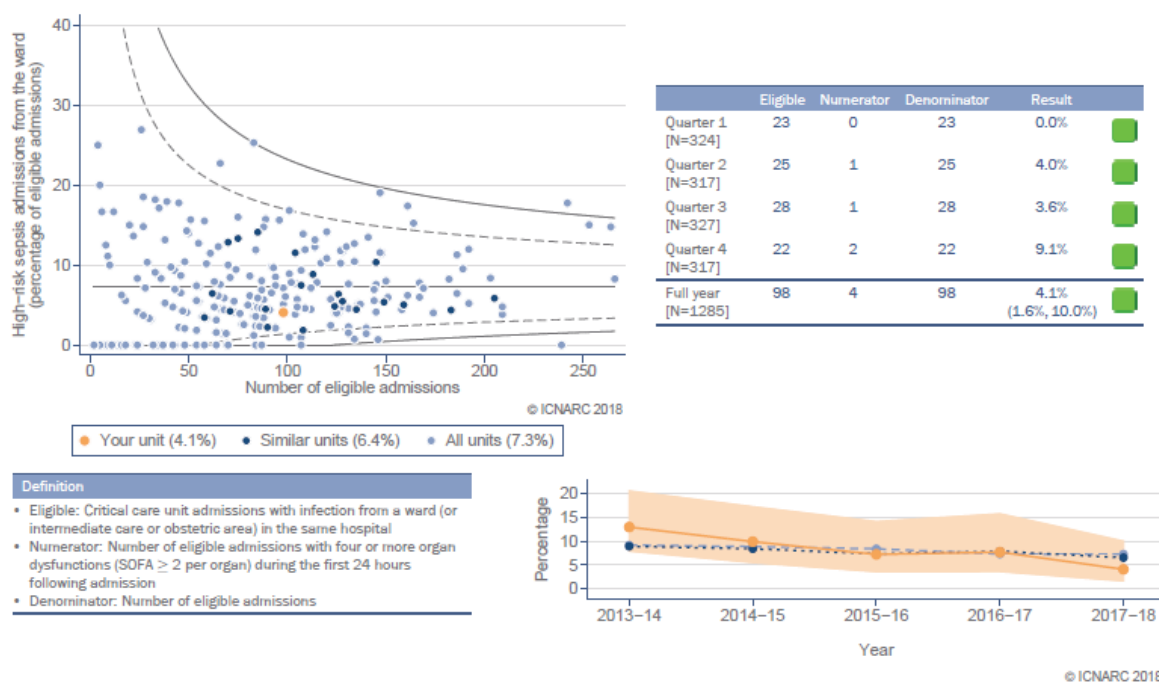 High-risk sepsis admissions from the ward
(percentage of eligible admissions)
40
30
20
10
0
0 50 100 150 200 250
Number of eligible admissions
© ICNARC 2018
Your unit (4.1%) Similar units (6.4%) All units (7.3%)
Eligible Numerator Denominator Result
Quarter 1 23 0 23 0.0%
[N=324]
Quarter 2 25 1 25 4.0%
[N=317]
Quarter 3 28 1 28 3.6%
[N=327]
Quarter 4 22 2 22 9.1%
[N=317]
Full year 98 4 98 4.1%
[N=1285] (1.6%, 10.0%)
Definition
• Eligible: Critical care unit admissions with infection from a ward (or
intermediate care or obstetric area) in the same hospital
• Numerator: Number of eligible admissions with four or more organ
dysfunctions (SOFA ≥ 2 per organ) during the first 24 hours
following admission
• Denominator: Number of eligible admissions
Percentage
20
15
10
5
0
2013–14 2014–15 2015–16 2016–17 2017–18
Year
© ICNARC 2018